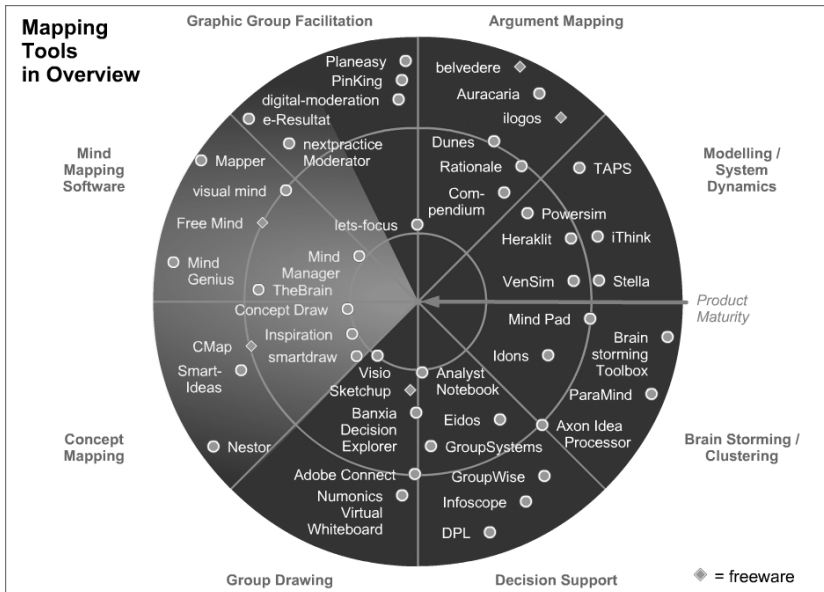 Mapping
Tools
in Overview
Graphic Group Facilitation
Argument Mapping
Planeasy
PinKing
digital-moderation
e-Resultat
nextpractice
Moderator
belvedere
Auracaria
ilogos
Dunes
Rationale
Com-
pendium
Mind
Mapping
Software
Mapper
visual mind
Free Mind
Mind
Genius
Mind
Manager
TheBrain
lets-focus
Modelling /
System
Dynamics
TAPS
Powersim
Heraklit
iThink
VenSim
Stella
Product
Maturity
Concept Draw
Inspiration
smartdraw
CMap
Smart-
Ideas
Nestor
Concept
Mapping
Visio
Sketchup
Banxia
Decision
Explorer
Adobe Connect
Numonics
Virtual
Whiteboard
Group Drawing
Analyst
Notebook
Eidos
GroupSystems
GroupWise
Infoscope
DPL
Decision Support
Mind Pad
Idons
Brain
storming
Toolbox
ParaMind
Axon Idea
Processor
Brain Storming /
Clustering
= freeware